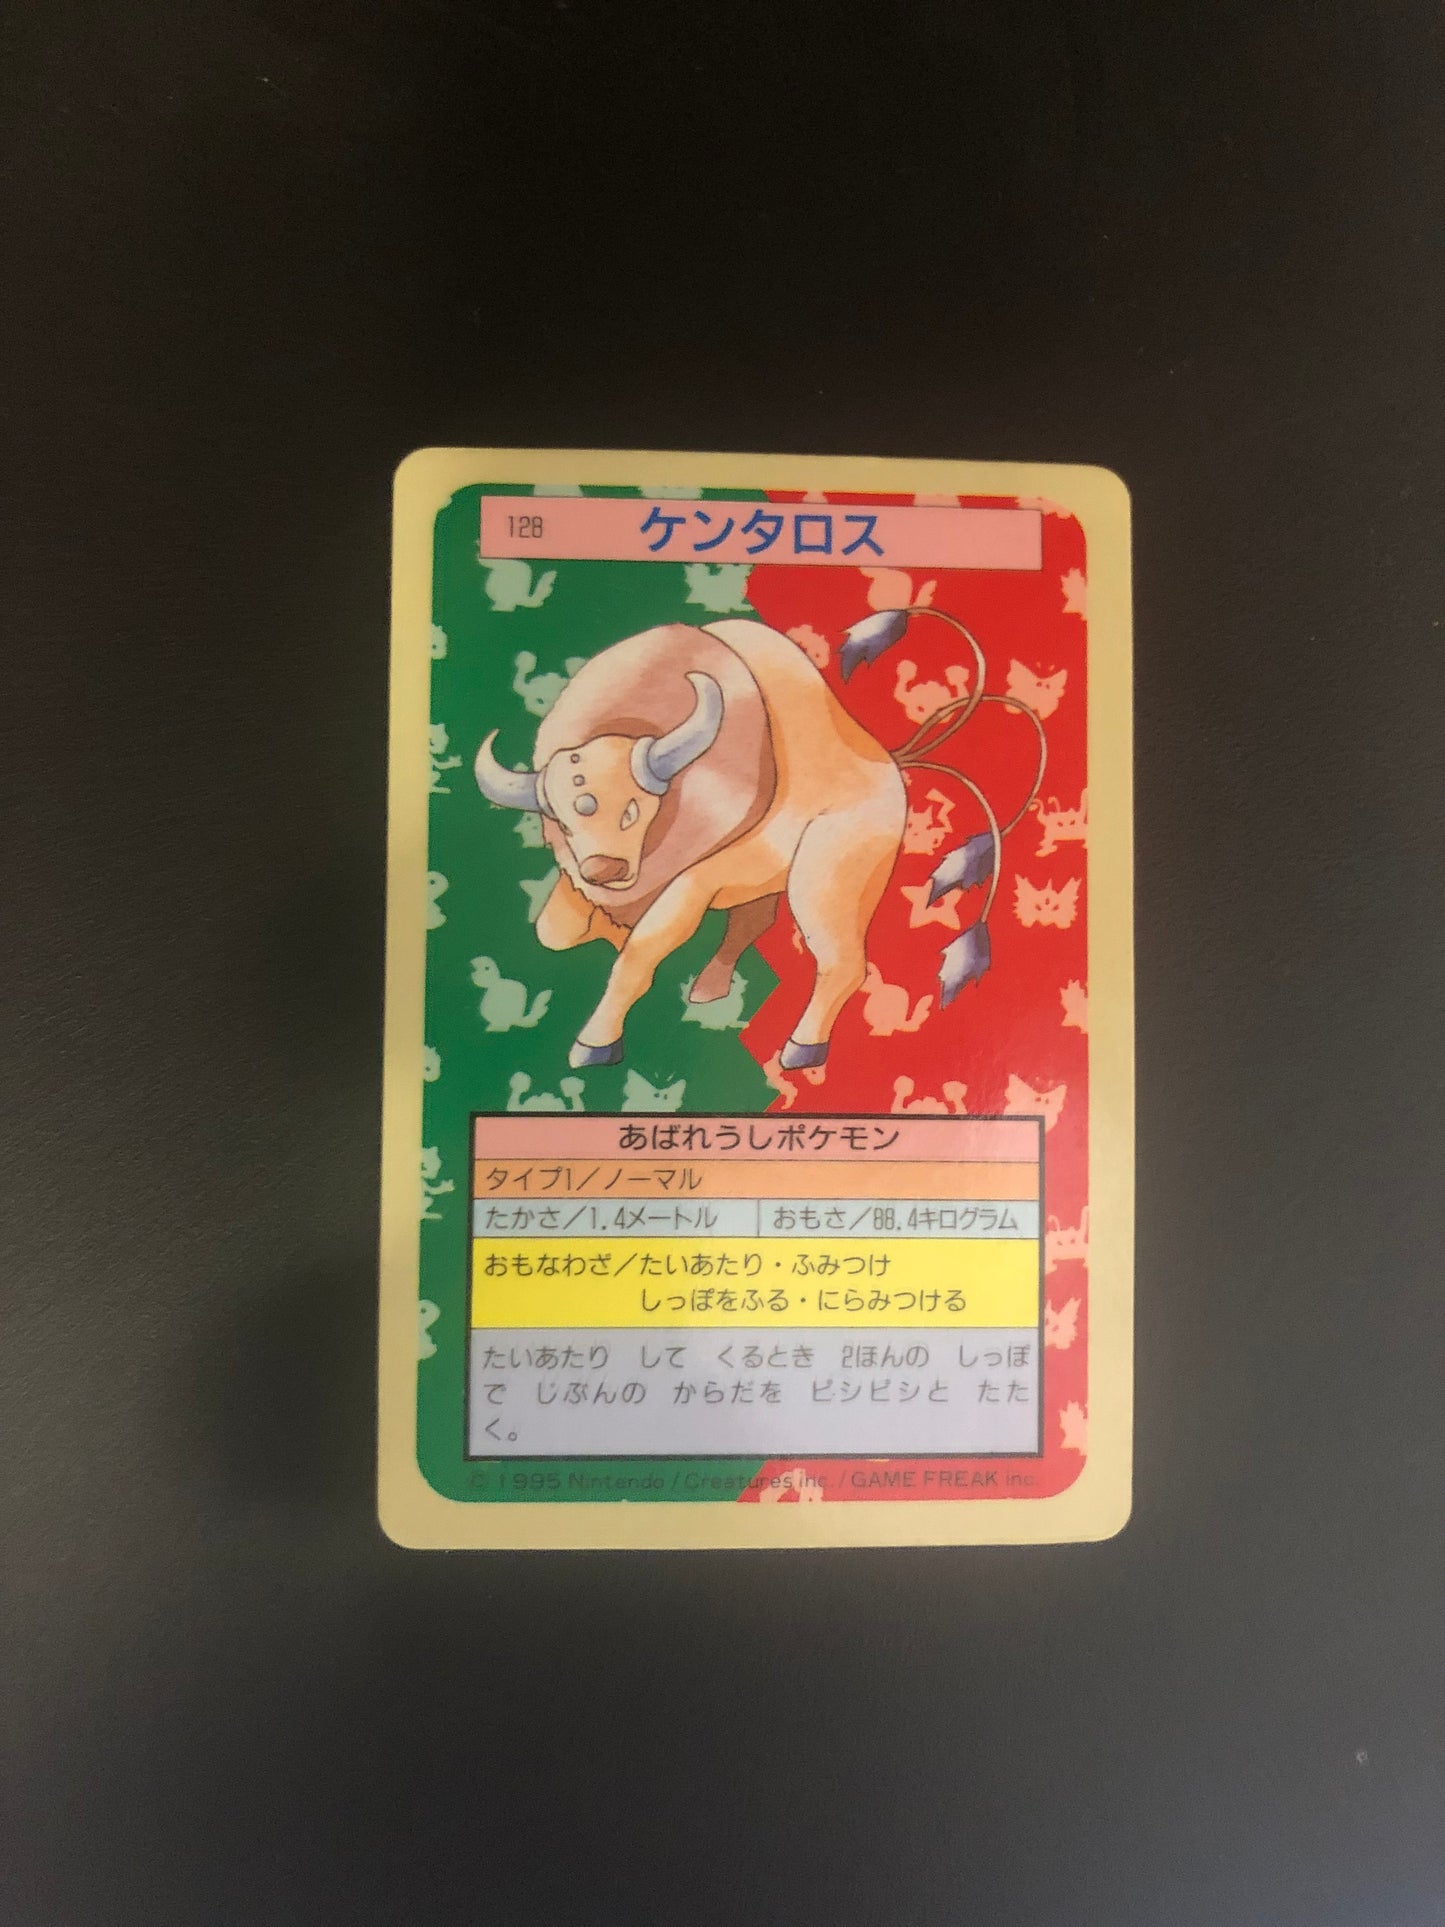 128 ケンタロス
あばれうしポケモン
タイプ1／ノーマル
たかさ／1.4メートル おもさ／88.4キログラム
おもなわざ／たいあたり・ふみつけ
しっぽをふる・にらみつける
たいあたり して くるとき 2ほんの しっぽ
で じぶんの からだを ピシピシと たた
く。
© 1995 Nintendo/Creatures inc./GAME FREAK inc.